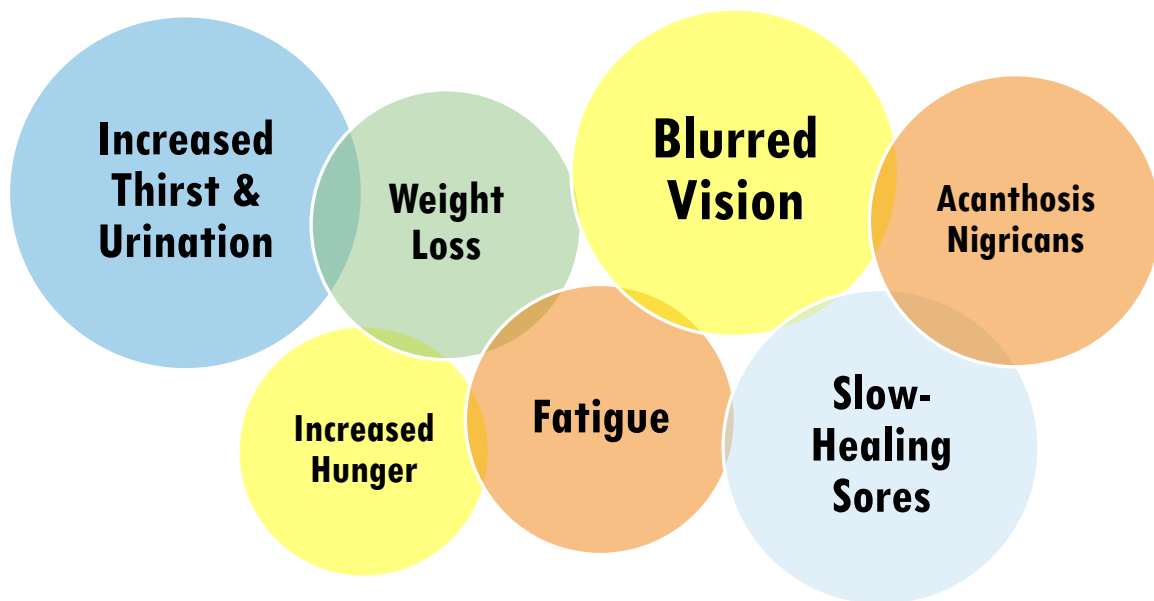 Increased
Thirst &
Urination
Weight
Loss
Blurred
Vision
Acanthosis
Nigricans
Increased
Hunger
Fatigue
Slow-
Healing
Sores